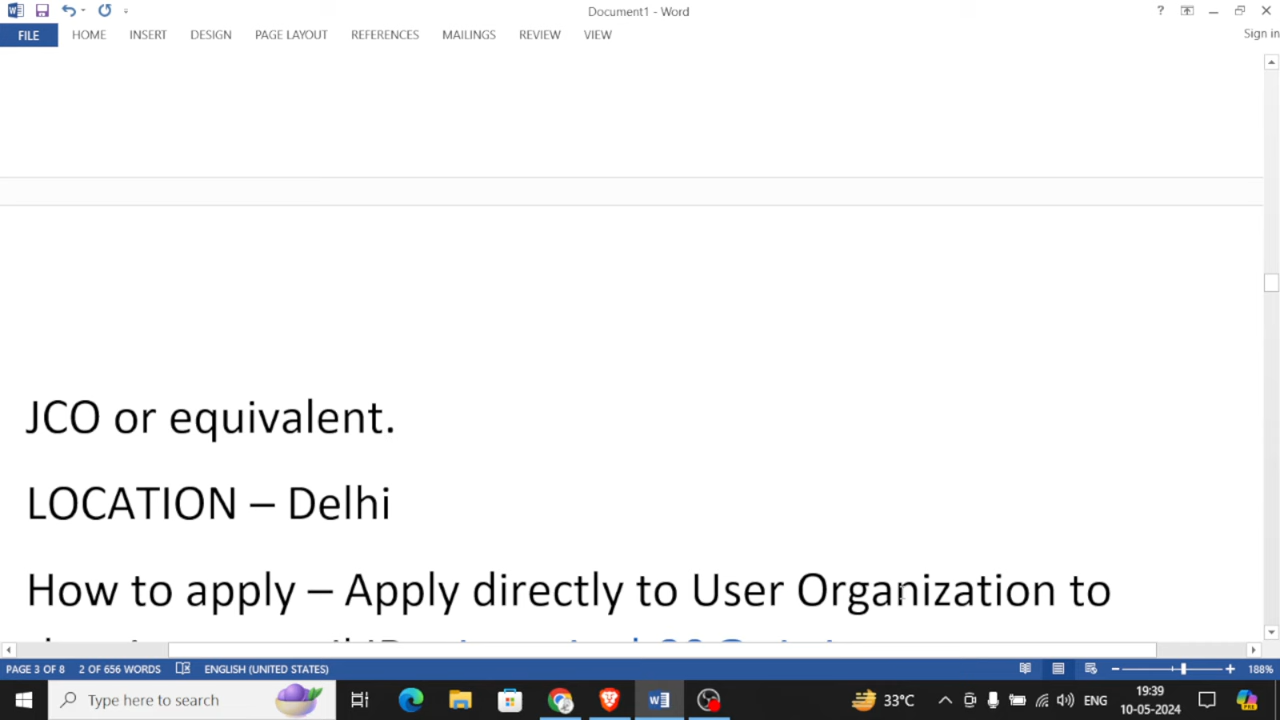 Document1 - Word
?
Sign in
FILE HOME INSERT DESIGN PAGE LAYOUT REFERENCES MAILINGS REVIEW VIEW
JCO or equivalent.
LOCATION – Delhi
How to apply – Apply directly to User Organization to
PAGE 3 OF 8 2 OF 656 WORDS ENGLISH (UNITED STATES) 188%
Type here to search
33°C
ENG
19:39
10-05-2024